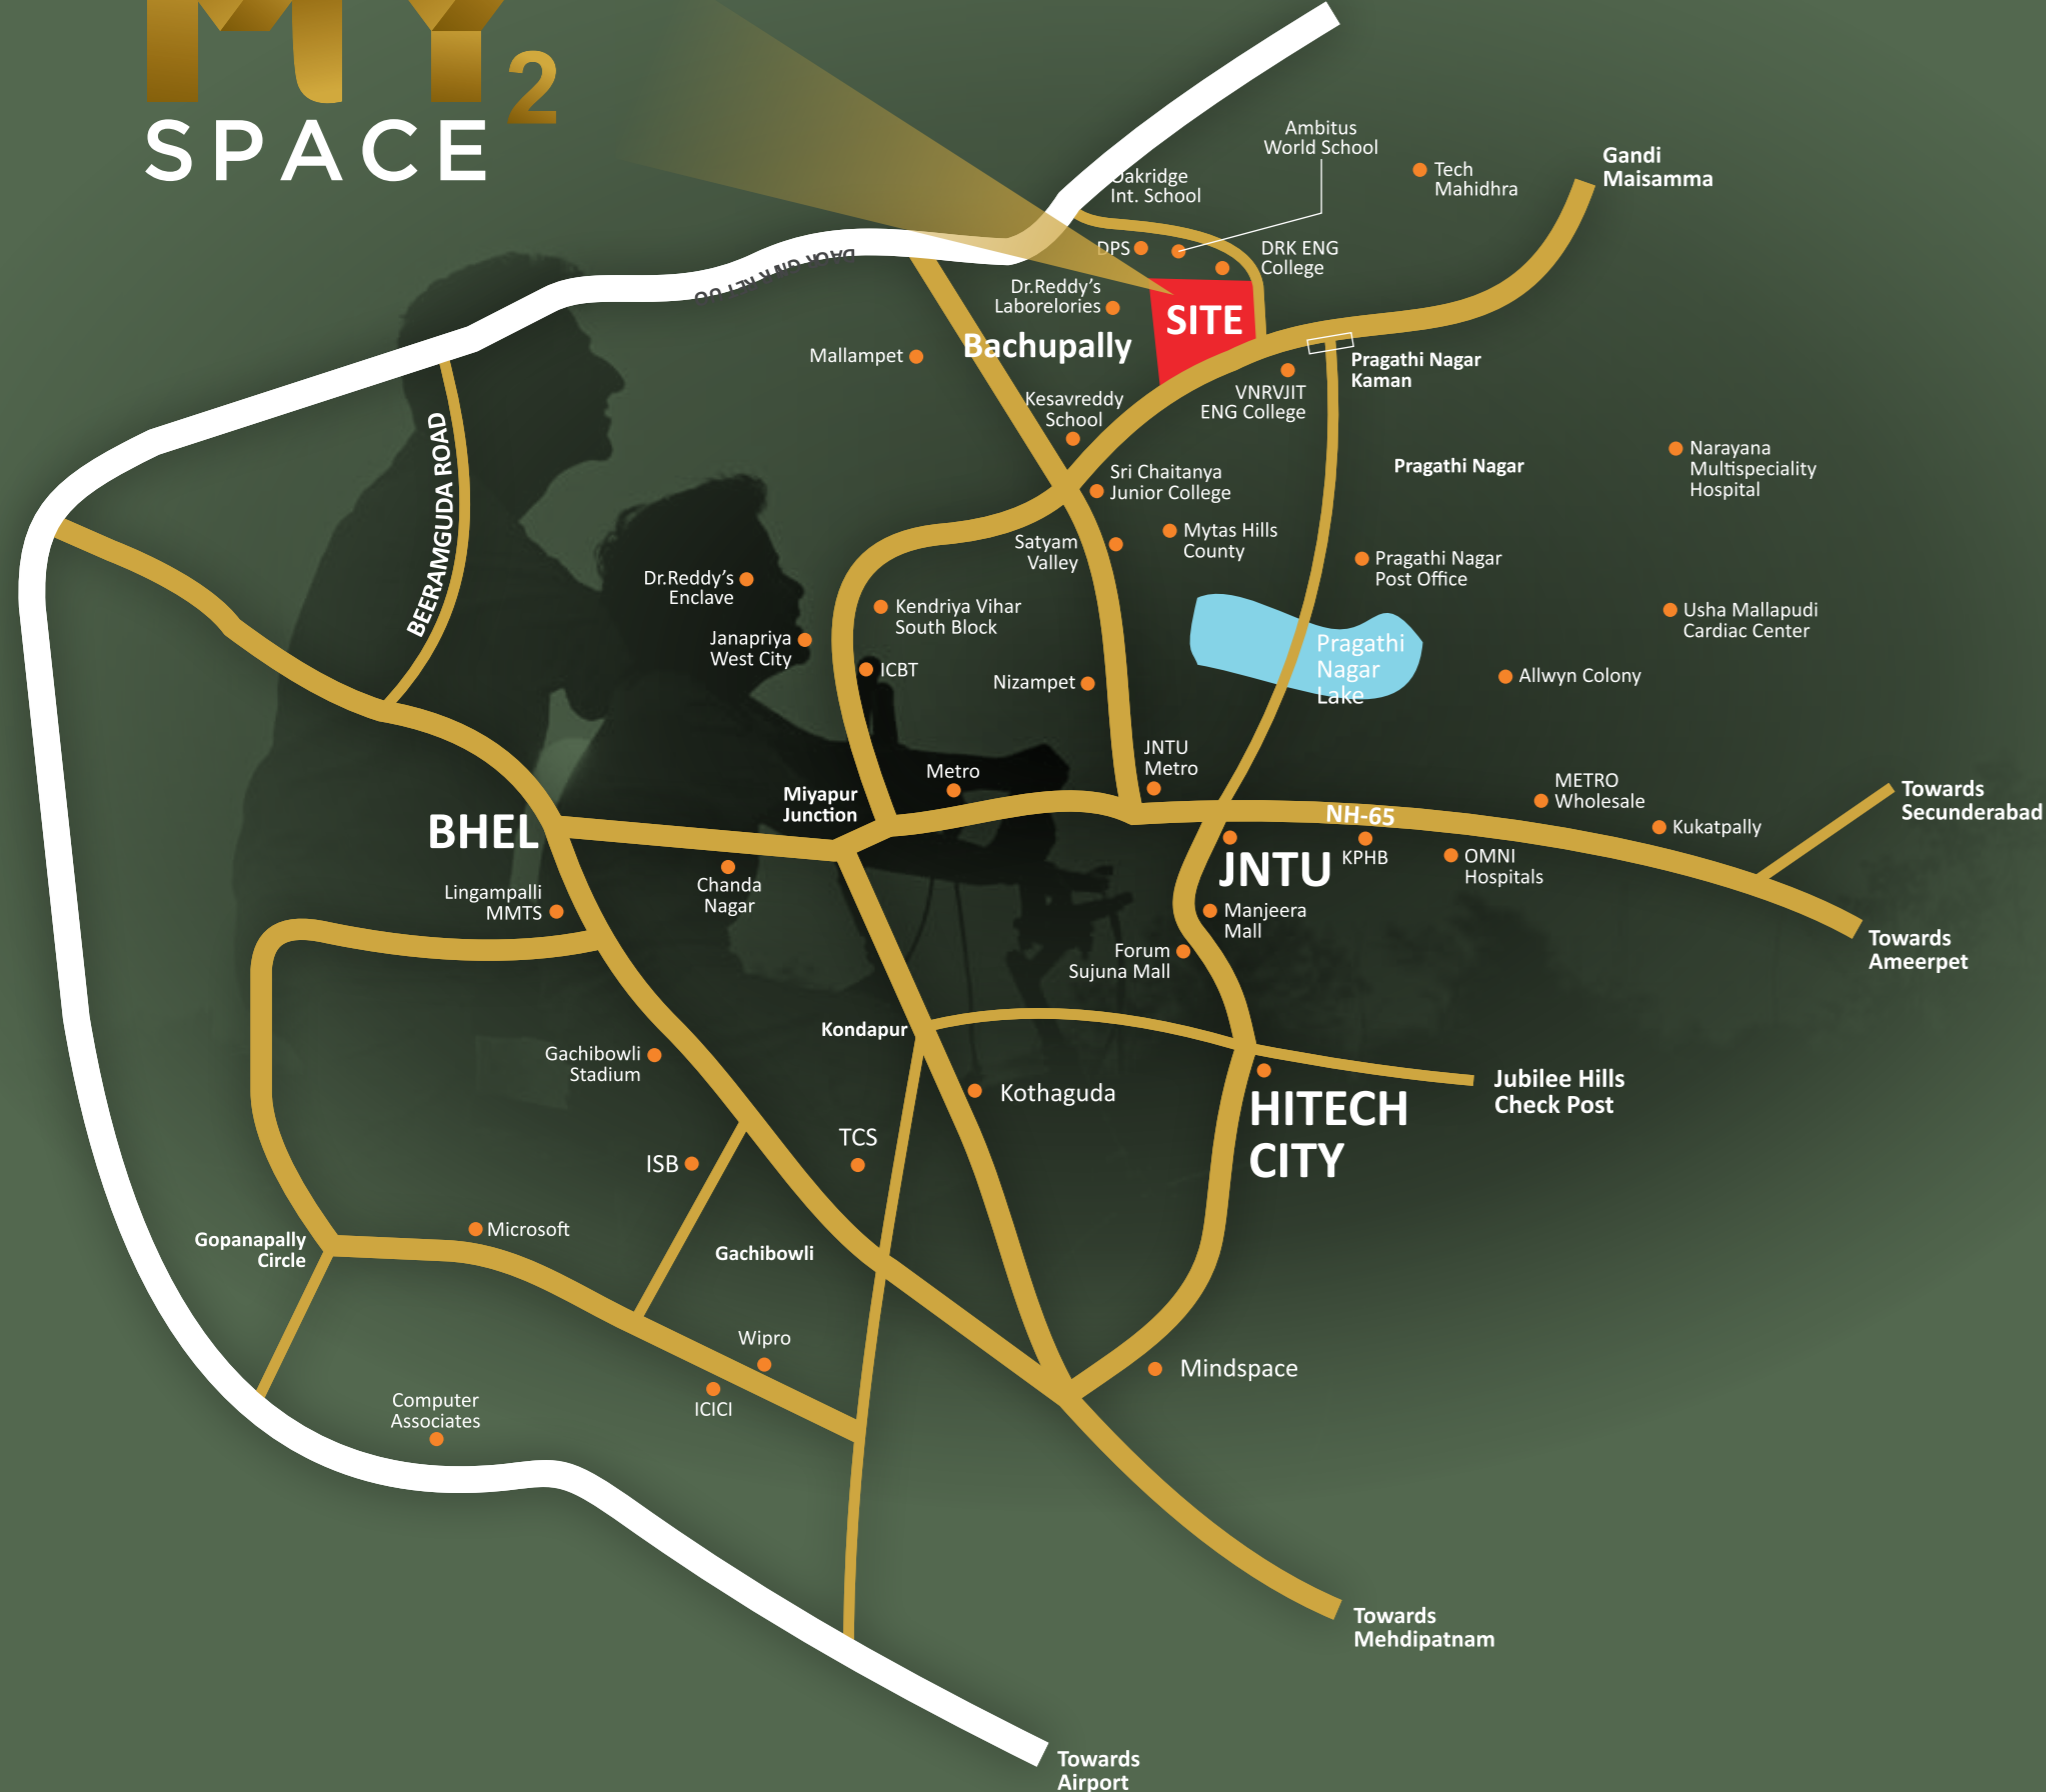 MY2
SPACE
Ambitus
World School
Tech
Mahidhra
Gandi
Maisamma
Oakridge
Int. School
DPS
DRK ENG
College
Dr.Reddy's
Laborelories
SITE
Bachupally
Mallampet
Pragathi Nagar
Kaman
VNRVJIT
ENG College
Kesavreddy
School
BEERAMGUDA ROAD
Pragathi Nagar
Narayana
Multispeciality
Hospital
Sri Chaitanya
Junior College
Satyam
Valley
Mytas Hills
County
Pragathi Nagar
Post Office
Dr.Reddy's
Enclave
Kendriya Vihar
South Block
Usha Mallapudi
Cardiac Center
Janapriya
West City
Pragathi
Nagar
Lake
ICBT
Nizampet
Allwyn Colony
JNTU
Metro
Metro
Miyapur
Junction
METRO
Wholesale
Towards
Secunderabad
BHEL
NH-65
Kukatpally
JNTU
KPHB
OMNI
Hospitals
Chanda
Nagar
Lingampalli
MMTS
Manjeera
Mall
Forum
Sujuna Mall
Towards
Ameerpet
Kondapur
Gachibowli
Stadium
Kothaguda
Jubilee Hills
Check Post
HITECH
CITY
TCS
ISB
Microsoft
Gopanapally
Circle
Gachibowli
Wipro
Mindspace
ICICI
Computer
Associates
Towards
Mehdipatnam
Towards
Airport